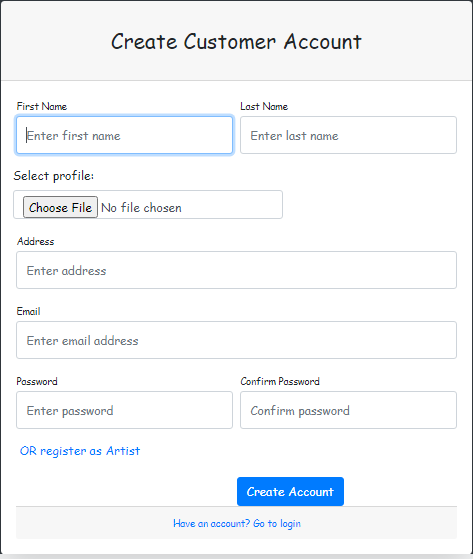 Create Customer Account
First Name Last Name
Enter first name Enter last name
Select profile:
Choose File No file chosen
Address
Enter address
Email
Enter email address
Password Confirm Password
Enter password Confirm password
OR register as Artist
Create Account
Have an account? Go to login